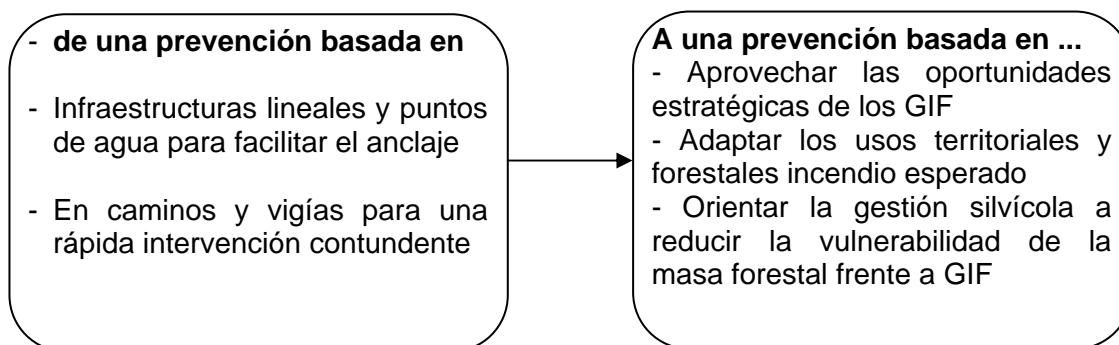 - de una prevención basada en
- Infraestructuras lineales y puntos
de agua para facilitar el anclaje
- En caminos y vigías para una
rápida intervención contundente
A una prevención basada en ...
- Aprovechar las oportunidades
estratégicas de los GIF
- Adaptar los usos territoriales y
forestales incendio esperado
- Orientar la gestión silvícola a
reducir la vulnerabilidad de la
masa forestal frente a GIF